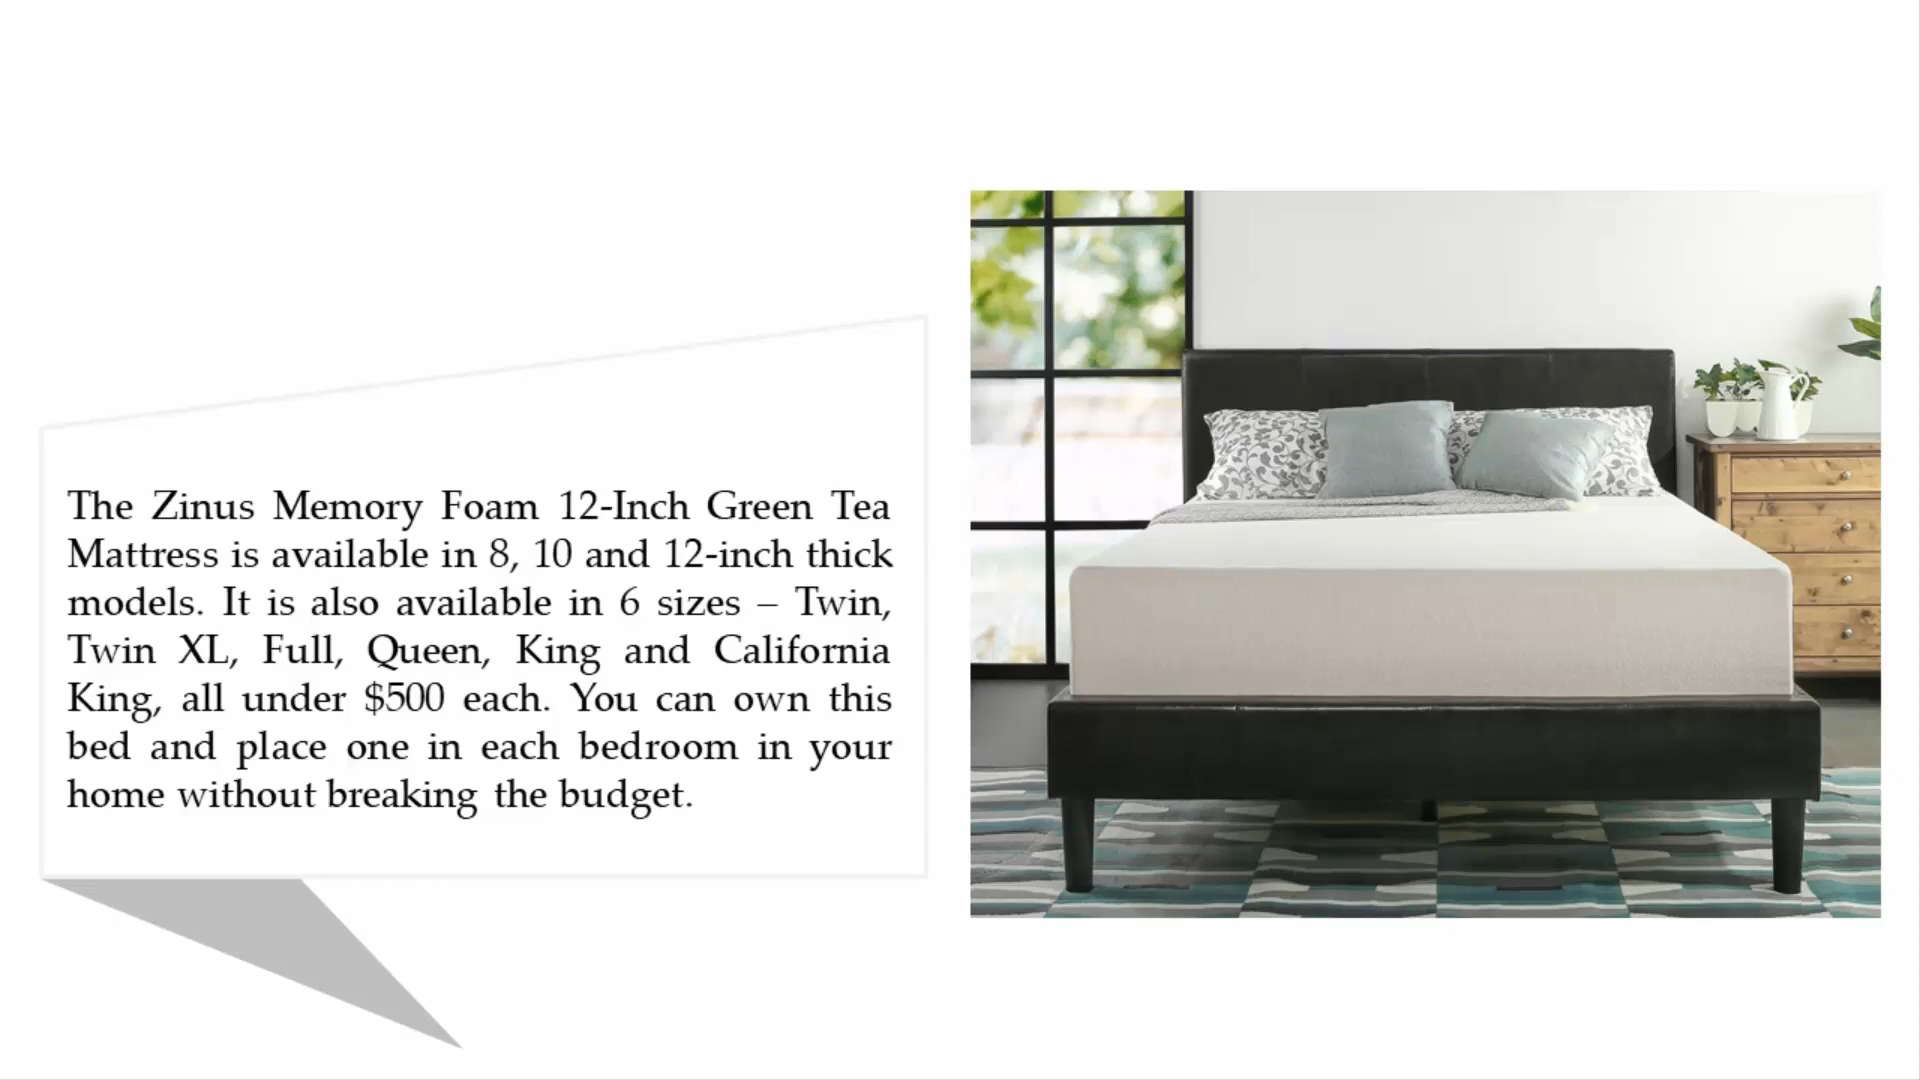 The Zinus Memory Foam 12-Inch Green Tea
Mattress is available in 8, 10 and 12-inch thick
models. It is also available in 6 sizes – Twin,
Twin XL, Full, Queen, King and California
King, all under $500 each. You can own this
bed and place one in each bedroom in your
home without breaking the budget.